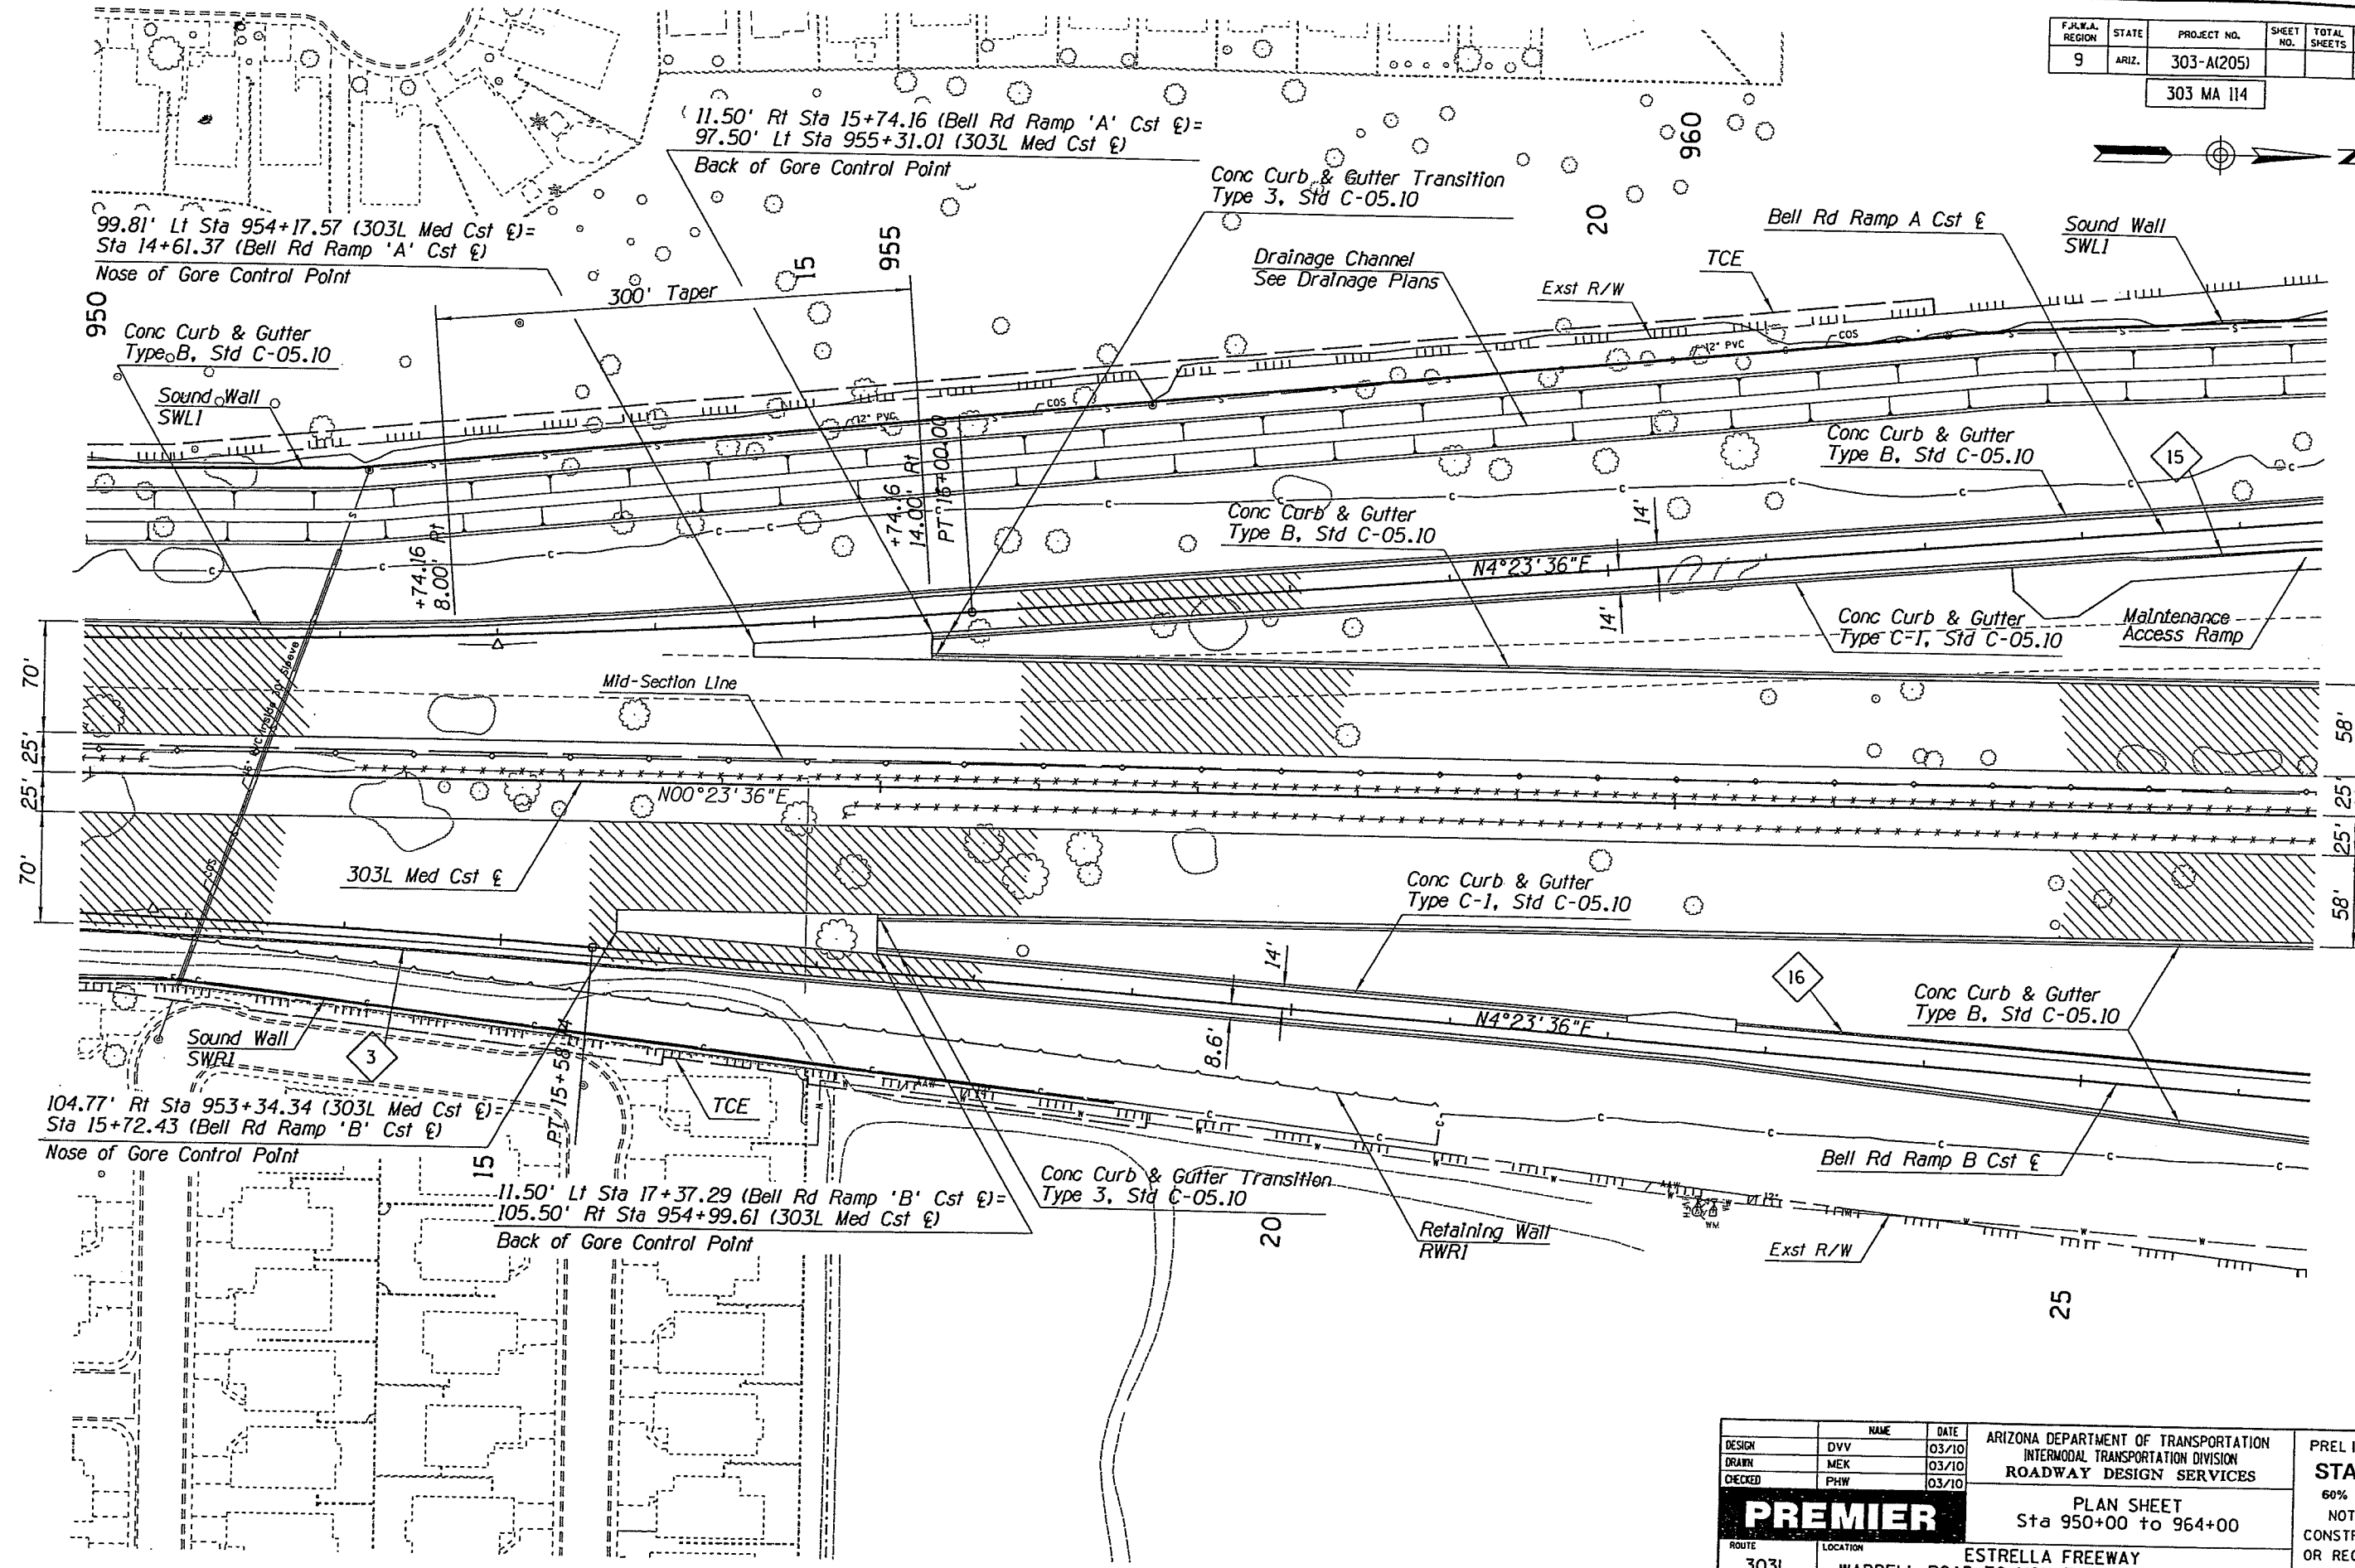 F.H.W.A. REGION STATE PROJECT NO. SHEET NO. TOTAL SHEETS
9 ARIZ. 303-A(205)
303 MA 114
11.50' Rt Sta 15+74.16 (Bell Rd Ramp 'A' Cst ℄)=
97.50' Lt Sta 955+31.01 (303L Med Cst ℄)
Back of Gore Control Point
99.81' Lt Sta 954+17.57 (303L Med Cst ℄)=
Sta 14+61.37 (Bell Rd Ramp 'A' Cst ℄)
Nose of Gore Control Point
Conc Curb & Gutter Transition
Type 3, Std C-05.10
960
20
Bell Rd Ramp A Cst ℄
Sound Wall
SWL1
Drainage Channel
See Drainage Plans
TCE
Exst R/W
950
15
955
300' Taper
Conc Curb & Gutter
Type B, Std C-05.10
Sound Wall
SWL1
12" PVC
COS
12" PVC
COS
+74.16
8.00' Rt
+74.16
14.00' Rt
PT 16+00.00
Conc Curb & Gutter
Type B, Std C-05.10
Conc Curb & Gutter
Type B, Std C-05.10
15
14'
14'
N4°23'36"E
Conc Curb & Gutter
Type C-1, Std C-05.10
Maintenance
Access Ramp
70'
25'
25'
70'
Mid-Section Line
N00°23'36"E
303L Med Cst ℄
COS
58'
25'
25'
58'
Conc Curb & Gutter
Type C-1, Std C-05.10
14'
8.6'
N4°23'36"E
16
Conc Curb & Gutter
Type B, Std C-05.10
Sound Wall
SWR1
3
TCE
104.77' Rt Sta 953+34.34 (303L Med Cst ℄)=
Sta 15+72.43 (Bell Rd Ramp 'B' Cst ℄)
Nose of Gore Control Point
15
11.50' Lt Sta 17+37.29 (Bell Rd Ramp 'B' Cst ℄)=
105.50' Rt Sta 954+99.61 (303L Med Cst ℄)
Back of Gore Control Point
Conc Curb & Gutter Transition
Type 3, Std C-05.10
20
Retaining Wall
RWR1
Bell Rd Ramp B Cst ℄
Exst R/W
WM
25
NAME DATE
DESIGN DVV 03/10
DRAWN MEK 03/10
CHECKED PHW 03/10
ARIZONA DEPARTMENT OF TRANSPORTATION
INTERMODAL TRANSPORTATION DIVISION
ROADWAY DESIGN SERVICES
PREMIER
PLAN SHEET
Sta 950+00 to 964+00
60%
ROUTE
303L
LOCATION
ESTRELLA FREEWAY